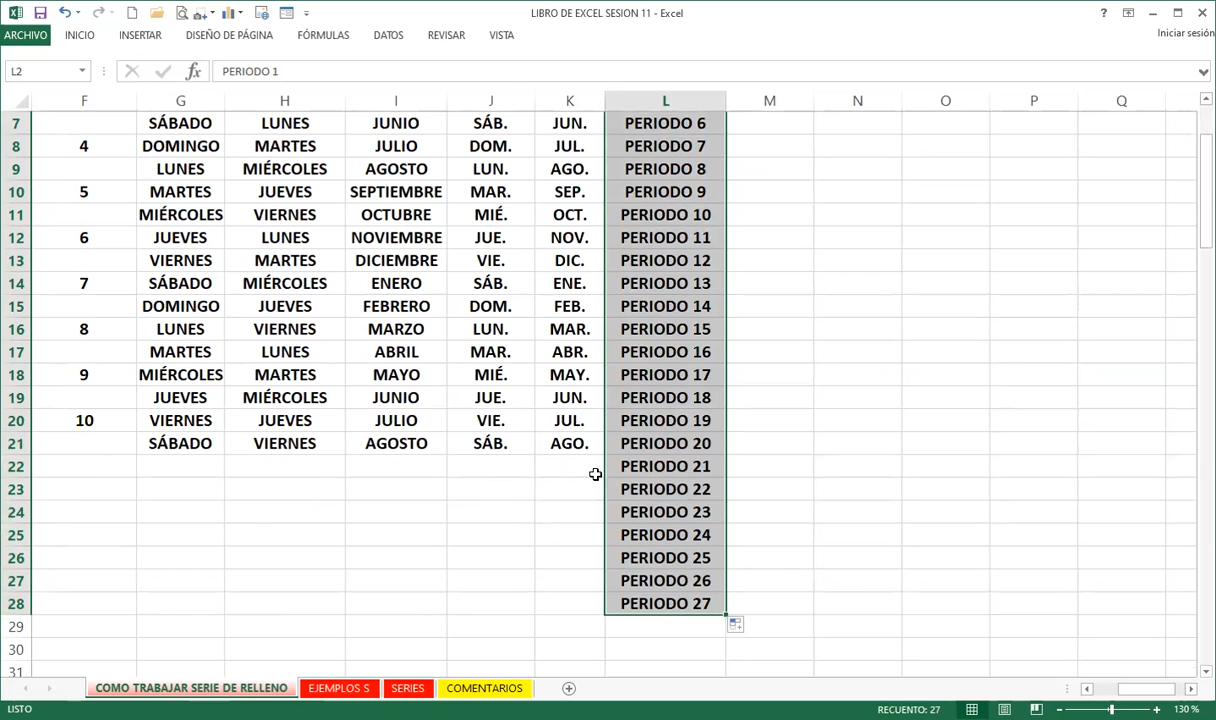 LIBRO DE EXCEL SESION 11 - Excel
?
ARCHIVO INICIO INSERTAR DISEÑO DE PÁGINA FÓRMULAS DATOS REVISAR VISTA Iniciar sesión
L2 fx PERIODO 1
F G H I J K L M N O P Q
7 SÁBADO LUNES JUNIO SÁB. JUN. PERIODO 6
8 4 DOMINGO MARTES JULIO DOM. JUL. PERIODO 7
9 LUNES MIÉRCOLES AGOSTO LUN. AGO. PERIODO 8
10 5 MARTES JUEVES SEPTIEMBRE MAR. SEP. PERIODO 9
11 MIÉRCOLES VIERNES OCTUBRE MIÉ. OCT. PERIODO 10
12 6 JUEVES LUNES NOVIEMBRE JUE. NOV. PERIODO 11
13 VIERNES MARTES DICIEMBRE VIE. DIC. PERIODO 12
14 7 SÁBADO MIÉRCOLES ENERO SÁB. ENE. PERIODO 13
15 DOMINGO JUEVES FEBRERO DOM. FEB. PERIODO 14
16 8 LUNES VIERNES MARZO LUN. MAR. PERIODO 15
17 MARTES LUNES ABRIL MAR. ABR. PERIODO 16
18 9 MIÉRCOLES MARTES MAYO MIÉ. MAY. PERIODO 17
19 JUEVES MIÉRCOLES JUNIO JUE. JUN. PERIODO 18
20 10 VIERNES JUEVES JULIO VIE. JUL. PERIODO 19
21 SÁBADO VIERNES AGOSTO SÁB. AGO. PERIODO 20
22 PERIODO 21
23 PERIODO 22
24 PERIODO 23
25 PERIODO 24
26 PERIODO 25
27 PERIODO 26
28 PERIODO 27
29
30
31
COMO TRABAJAR SERIE DE RELLENO EJEMPLOS S SERIES COMENTARIOS
LISTO RECUENTO: 27 130 %